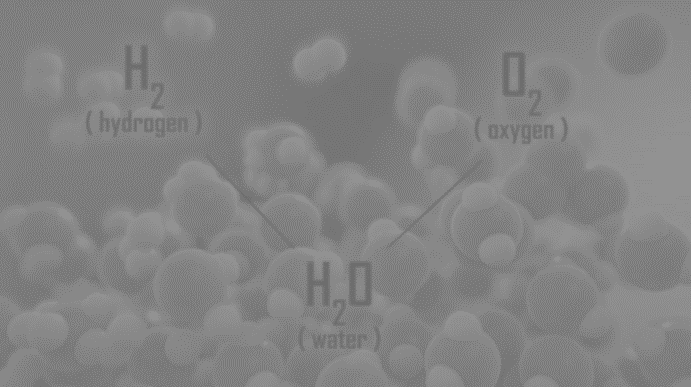 H₂
( hydrogen )
O₂
( oxygen )
H₂O
( water )